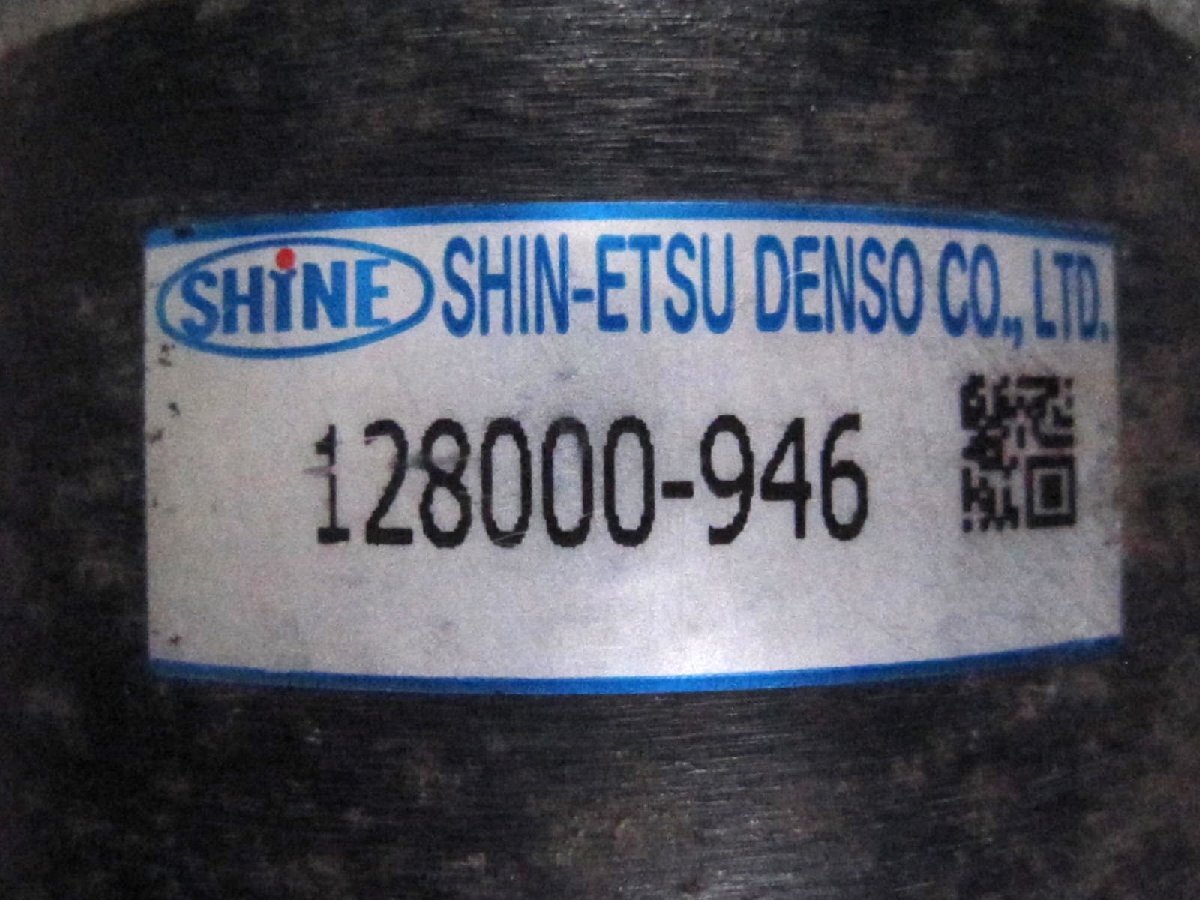 SHINE SHIN-ETSU DENSO CO., LTD.
128000-946